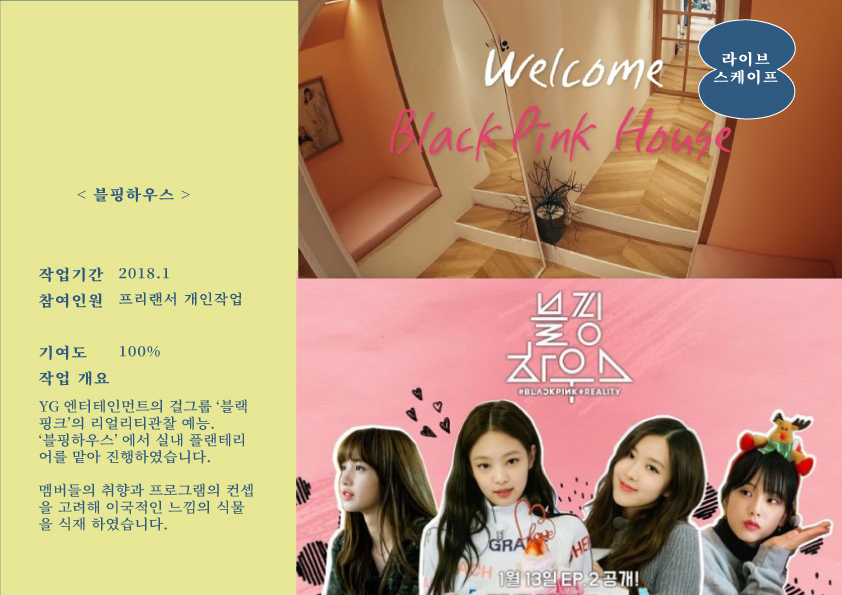 < 블핑하우스 >
작업기간 2018.1
참여인원 프리랜서 개인작업
기여도 100%
작업 개요
YG 엔터테인먼트의 걸그룹 ‘블랙
핑크’의 리얼리티관찰 예능.
‘블핑하우스’ 에서 실내 플랜테리
어를 맡아 진행하였습니다.
멤버들의 취향과 프로그램의 컨셉
을 고려해 이국적인 느낌의 식물
을 식재 하였습니다.
라이브
스케이프
Welcome
BlackPink House
블핑
하우스
#BLACKPINK #REALITY
1월 13일 EP.2 공개!